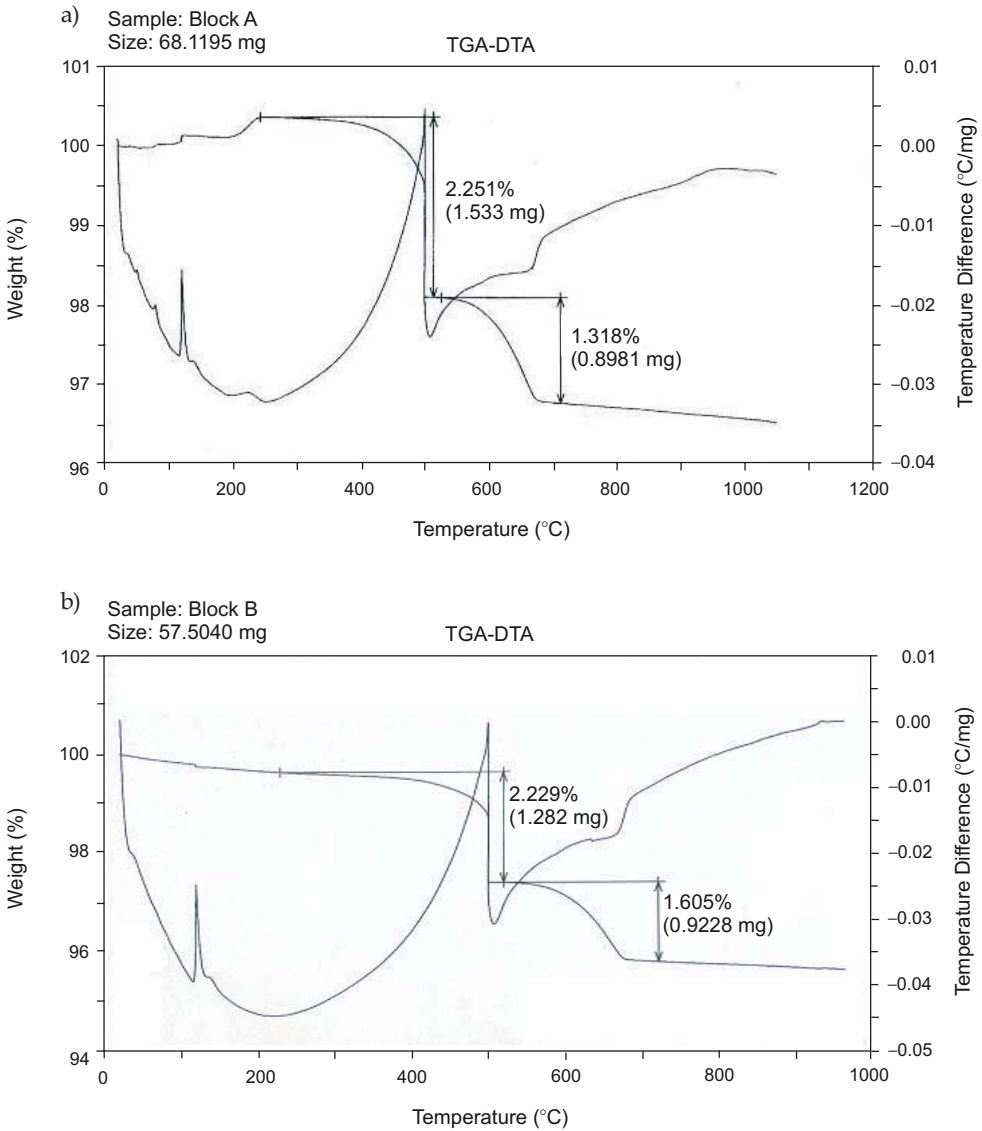 a)
Sample: Block A
Size: 68.1195 mg
TGA-DTA
101
100
99
98
97
96
Weight (%)
0.01
0.00
−0.01
−0.02
−0.03
−0.04
Temperature Difference (°C/mg)
2.251%
(1.533 mg)
1.318%
(0.8981 mg)
0
200
400
600
800
1000
1200
Temperature (°C)
b)
Sample: Block B
Size: 57.5040 mg
TGA-DTA
102
100
98
96
94
Weight (%)
0.01
0.00
−0.01
−0.02
−0.03
−0.04
−0.05
Temperature Difference (°C/mg)
2.229%
(1.282 mg)
1.605%
(0.9228 mg)
0
200
400
600
800
1000
Temperature (°C)